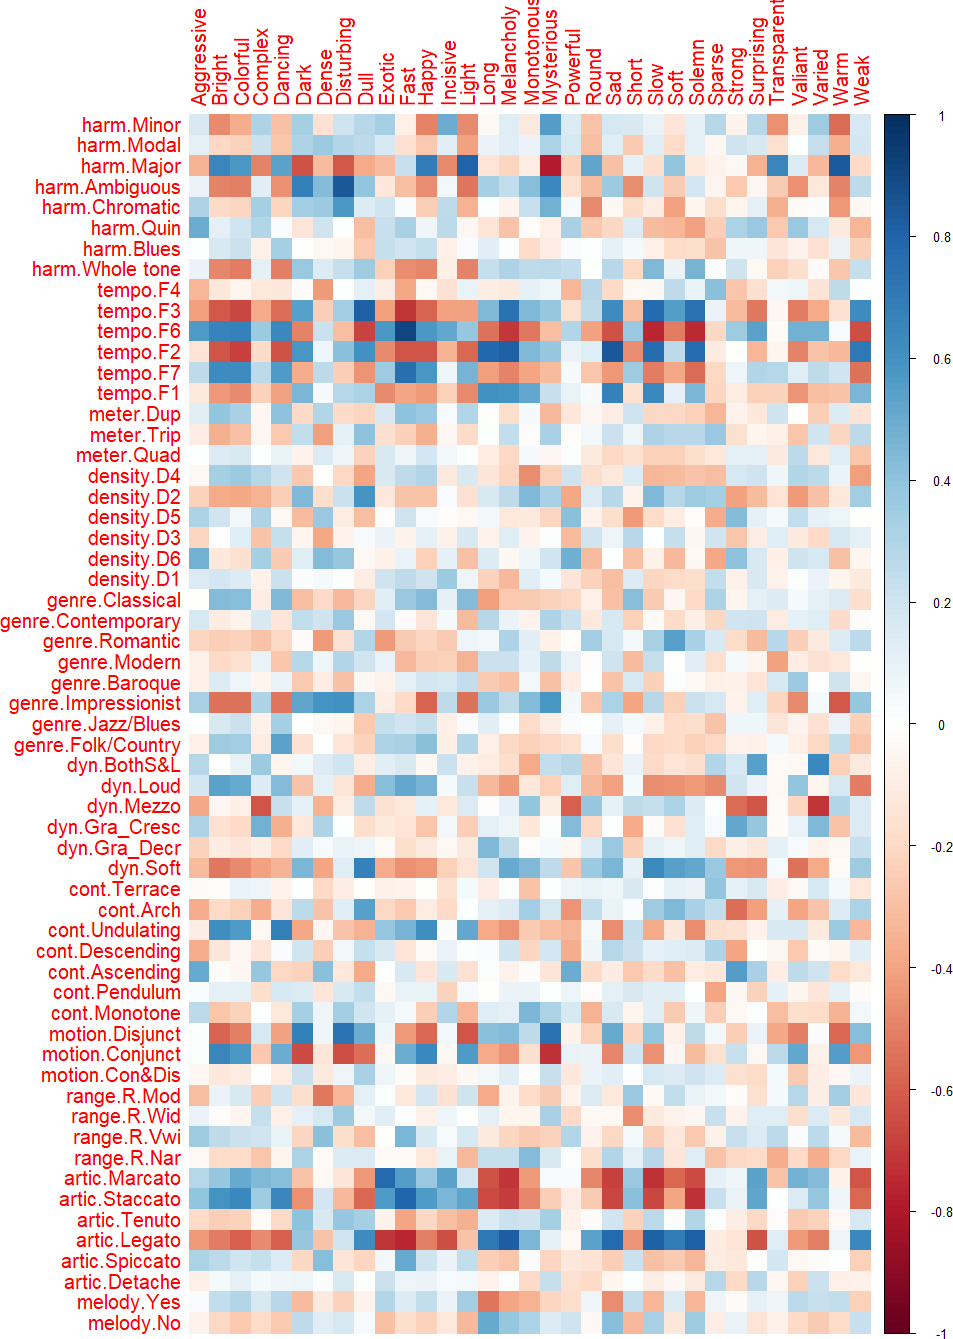 Aggressive
Bright
Colorful
Complex
Dancing
Dark
Dense
Disturbing
Dull
Exotic
Fast
Happy
Incisive
Light
Long
Melancholy
Monotonous
Mysterious
Powerful
Round
Sad
Short
Slow
Soft
Solemn
Sparse
Strong
Surprising
Transparent
Valiant
Varied
Warm
Weak
harm.Minor
harm.Modal
harm.Major
harm.Ambiguous
harm.Chromatic
harm.Quin
harm.Blues
harm.Whole tone
tempo.F4
tempo.F3
tempo.F6
tempo.F2
tempo.F7
tempo.F1
meter.Dup
meter.Trip
meter.Quad
density.D4
density.D2
density.D5
density.D3
density.D6
density.D1
genre.Classical
genre.Contemporary
genre.Romantic
genre.Modern
genre.Baroque
genre.Impressionist
genre.Jazz/Blues
genre.Folk/Country
dyn.BothS&L
dyn.Loud
dyn.Mezzo
dyn.Gra_Cresc
dyn.Gra_Decr
dyn.Soft
cont.Terrace
cont.Arch
cont.Undulating
cont.Descending
cont.Ascending
cont.Pendulum
cont.Monotone
motion.Disjunct
motion.Conjunct
motion.Con&Dis
range.R.Mod
range.R.Wid
range.R.Vwi
range.R.Nar
artic.Marcato
artic.Staccato
artic.Tenuto
artic.Legato
artic.Spiccato
artic.Detache
melody.Yes
melody.No
1
0.8
0.6
0.4
0.2
0
-0.2
-0.4
-0.6
-0.8
-1